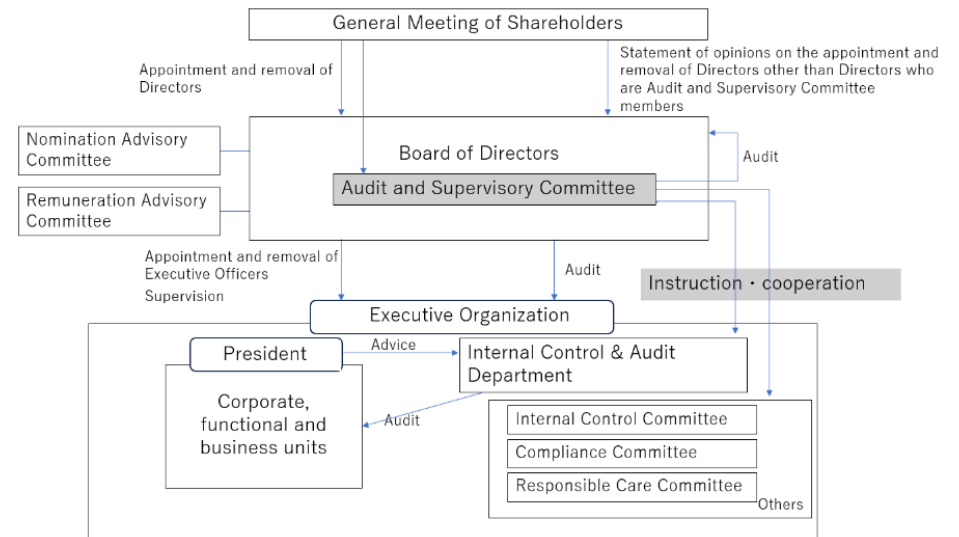 General Meeting of Shareholders
Appointment and removal of
Directors
Statement of opinions on the appointment and
removal of Directors other than Directors who
are Audit and Supervisory Committee
members
Nomination Advisory
Committee
Remuneration Advisory
Committee
Board of Directors
Audit and Supervisory Committee
Audit
Appointment and removal of
Executive Officers
Supervision
Audit
Instruction・cooperation
Executive Organization
President
Advice
Internal Control & Audit
Department
Corporate,
functional and
business units
Audit
Internal Control Committee
Compliance Committee
Responsible Care Committee
Others